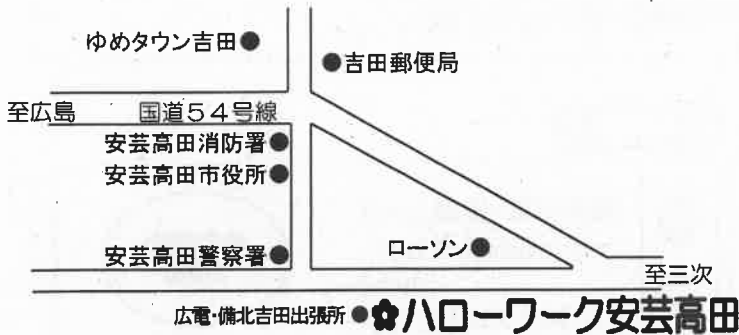 ゆめタウン吉田●
●吉田郵便局
至広島 国道54号線
安芸高田消防署●
安芸高田市役所●
ローソン●
安芸高田警察署●
至三次
広電・備北吉田出張所●✿ハローワーク安芸高田